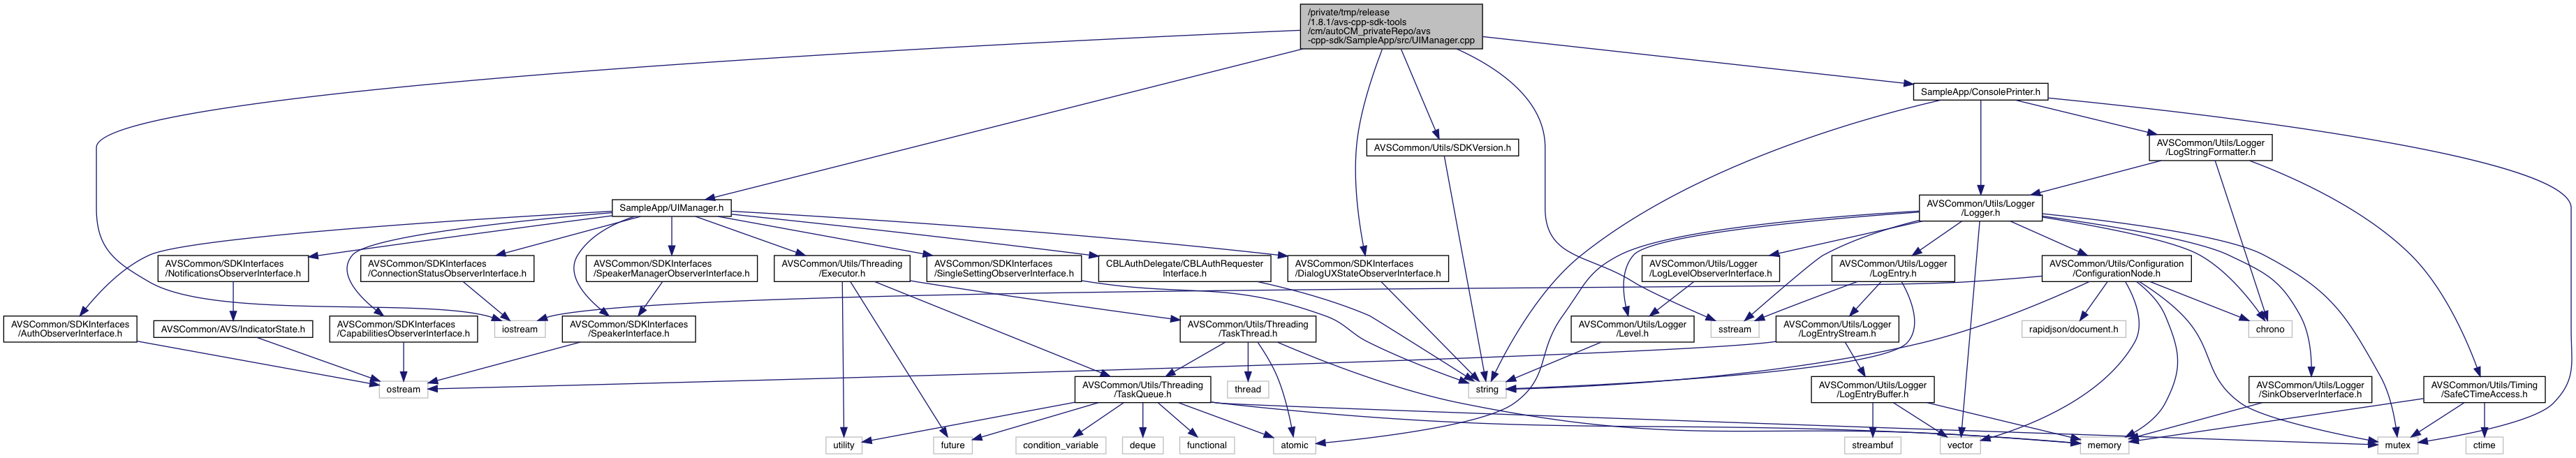 /private/tmp/release
/1.8.1/avs-cpp-sdk-tools
/cm/autoCM_privateRepo/avs
-cpp-sdk/SampleApp/src/UIManager.cpp
SampleApp/ConsolePrinter.h
AVSCommon/Utils/SDKVersion.h
AVSCommon/Utils/Logger
/LogStringFormatter.h
SampleApp/UIManager.h
AVSCommon/Utils/Logger
/Logger.h
AVSCommon/SDKInterfaces
/NotificationsObserverInterface.h
AVSCommon/SDKInterfaces
/ConnectionStatusObserverInterface.h
AVSCommon/SDKInterfaces
/SpeakerManagerObserverInterface.h
AVSCommon/Utils/Threading
/Executor.h
AVSCommon/SDKInterfaces
/SingleSettingObserverInterface.h
CBLAuthDelegate/CBLAuthRequester
Interface.h
AVSCommon/SDKInterfaces
/DialogUXStateObserverInterface.h
AVSCommon/Utils/Logger
/LogLevelObserverInterface.h
AVSCommon/Utils/Logger
/LogEntry.h
AVSCommon/Utils/Configuration
/ConfigurationNode.h
AVSCommon/SDKInterfaces
/AuthObserverInterface.h
AVSCommon/AVS/IndicatorState.h
AVSCommon/SDKInterfaces
/CapabilitiesObserverInterface.h
iostream
AVSCommon/SDKInterfaces
/SpeakerInterface.h
AVSCommon/Utils/Threading
/TaskThread.h
sstream
AVSCommon/Utils/Logger
/Level.h
AVSCommon/Utils/Logger
/LogEntryStream.h
rapidjson/document.h
chrono
ostream
AVSCommon/Utils/Threading
/TaskQueue.h
thread
string
AVSCommon/Utils/Logger
/LogEntryBuffer.h
AVSCommon/Utils/Logger
/SinkObserverInterface.h
AVSCommon/Utils/Timing
/SafeCTimeAccess.h
utility
future
condition_variable
deque
functional
atomic
streambuf
vector
memory
mutex
ctime